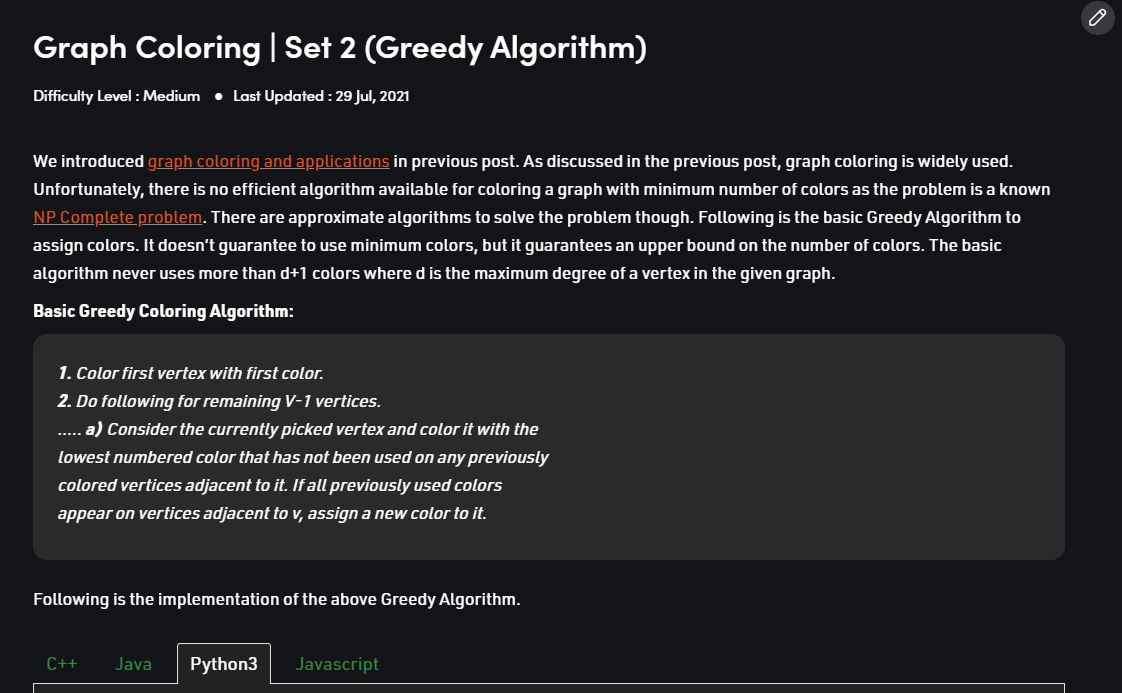 Graph Coloring | Set 2 (Greedy Algorithm)
Difficulty Level : Medium ● Last Updated : 29 Jul, 2021
We introduced graph coloring and applications in previous post. As discussed in the previous post, graph coloring is widely used.
Unfortunately, there is no efficient algorithm available for coloring a graph with minimum number of colors as the problem is a known
NP Complete problem. There are approximate algorithms to solve the problem though. Following is the basic Greedy Algorithm to
assign colors. It doesn’t guarantee to use minimum colors, but it guarantees an upper bound on the number of colors. The basic
algorithm never uses more than d+1 colors where d is the maximum degree of a vertex in the given graph.
Basic Greedy Coloring Algorithm:
1. Color first vertex with first color.
2. Do following for remaining V-1 vertices.
….. a) Consider the currently picked vertex and color it with the
lowest numbered color that has not been used on any previously
colored vertices adjacent to it. If all previously used colors
appear on vertices adjacent to v, assign a new color to it.
Following is the implementation of the above Greedy Algorithm.
C++ Java Python3 Javascript